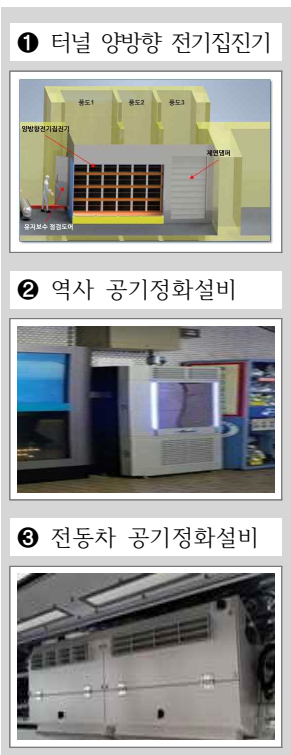 ❶ 터널 양방향 전기집진기
풍도1 풍도2 풍도3
양방향전기집진기
제연댐퍼
유지보수 점검도어
❷ 역사 공기정화설비
❸ 전동차 공기정화설비